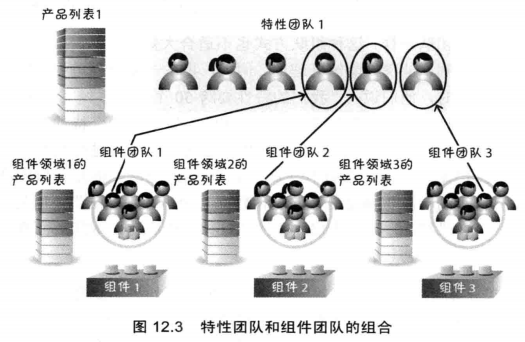 产品列表1
特性团队1
组件团队1
组件团队2
组件团队3
组件领域1的
产品列表
组件领域2的
产品列表
组件领域3的
产品列表
组件1
组件2
组件3
图 12.3 特性团队和组件团队的组合